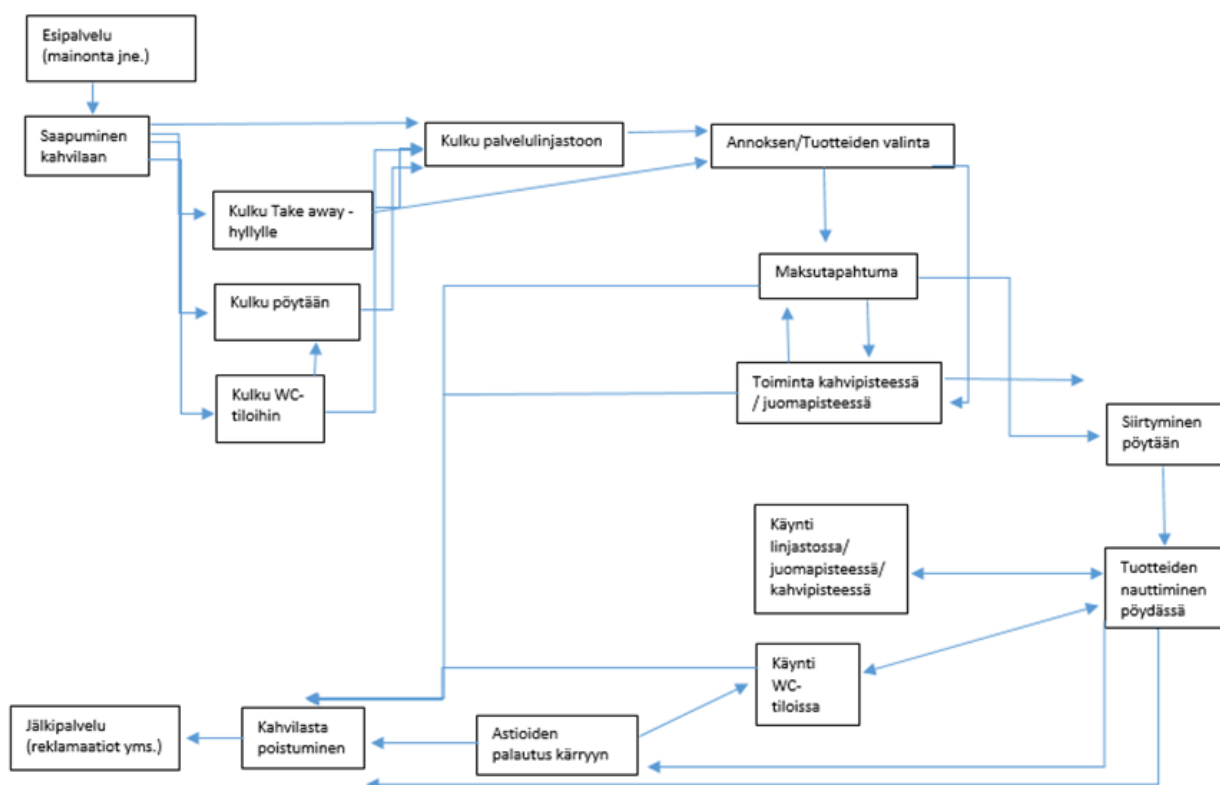 Esipalvelu
(mainonta jne.)
Saapuminen
kahvilaan
Kulku palvelulinjastoon
Annoksen/Tuotteiden valinta
Kulku Take away -
hyllylle
Maksutapahtuma
Kulku pöytään
Kulku WC-
tiloihin
Toiminta kahvipisteessä
/ juomapisteessä
Siirtyminen
pöytään
Käynti
linjastossa/
juomapisteessä/
kahvipisteessä
Tuotteiden
nauttiminen
pöydässä
Käynti
WC-
tiloissa
Jälkipalvelu
(reklamaatiot yms.)
Kahvilasta
poistuminen
Astioiden
palautus kärryyn